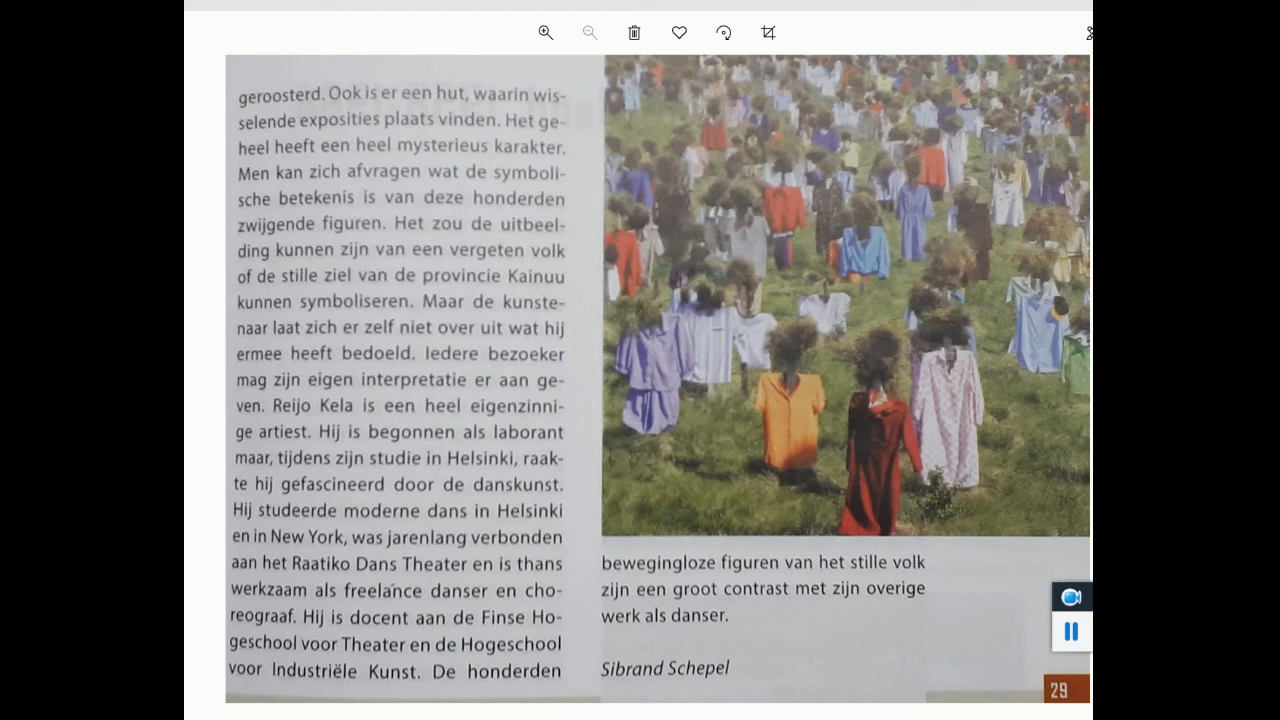 geroosterd. Ook is er een hut, waarin wis-
selende exposities plaats vinden. Het ge-
heel heeft een heel mysterieus karakter.
Men kan zich afvragen wat de symboli-
sche betekenis is van deze honderden
zwijgende figuren. Het zou de uitbeel-
ding kunnen zijn van een vergeten volk
of de stille ziel van de provincie Kainuu
kunnen symboliseren. Maar de kunste-
naar laat zich er zelf niet over uit wat hij
ermee heeft bedoeld. Iedere bezoeker
mag zijn eigen interpretatie er aan ge-
ven. Reijo Kela is een heel eigenzinni-
ge artiest. Hij is begonnen als laborant
maar, tijdens zijn studie in Helsinki, raak-
te hij gefascineerd door de danskunst.
Hij studeerde moderne dans in Helsinki
en in New York, was jarenlang verbonden
aan het Raatiko Dans Theater en is thans
werkzaam als freelance danser en cho-
reograaf. Hij is docent aan de Finse Ho-
geschool voor Theater en de Hogeschool
voor Industriële Kunst. De honderden
bewegingloze figuren van het stille volk
zijn een groot contrast met zijn overige
werk als danser.
Sibrand Schepel
29